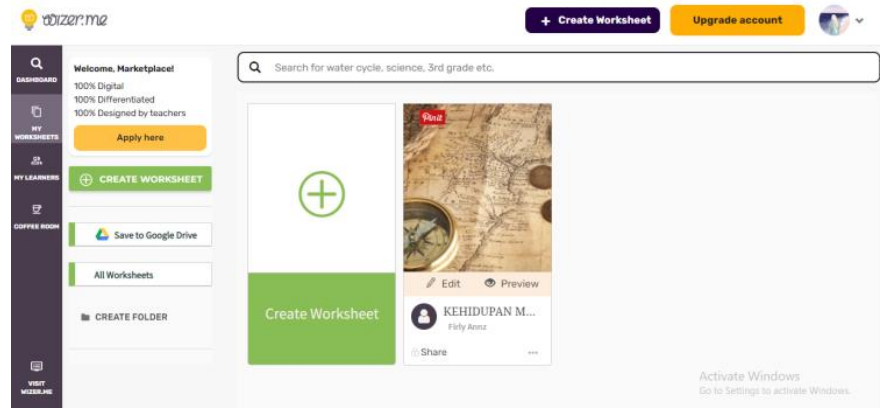 wizer.me
+ Create Worksheet
Upgrade account
DASHBOARD
MY
WORKSHEETS
MY LEARNERS
COFFEE ROOM
VISIT
WIZER.ME
Welcome, Marketplace!
100% Digital
100% Differentiated
100% Designed by teachers
Apply here
CREATE WORKSHEET
Save to Google Drive
All Worksheets
CREATE FOLDER
Search for water cycle, science, 3rd grade etc.
Create Worksheet
Pinit
Edit
Preview
KEHIDUPAN M...
Firly Annz
Share
...
Activate Windows
Go to Settings to activate Windows.